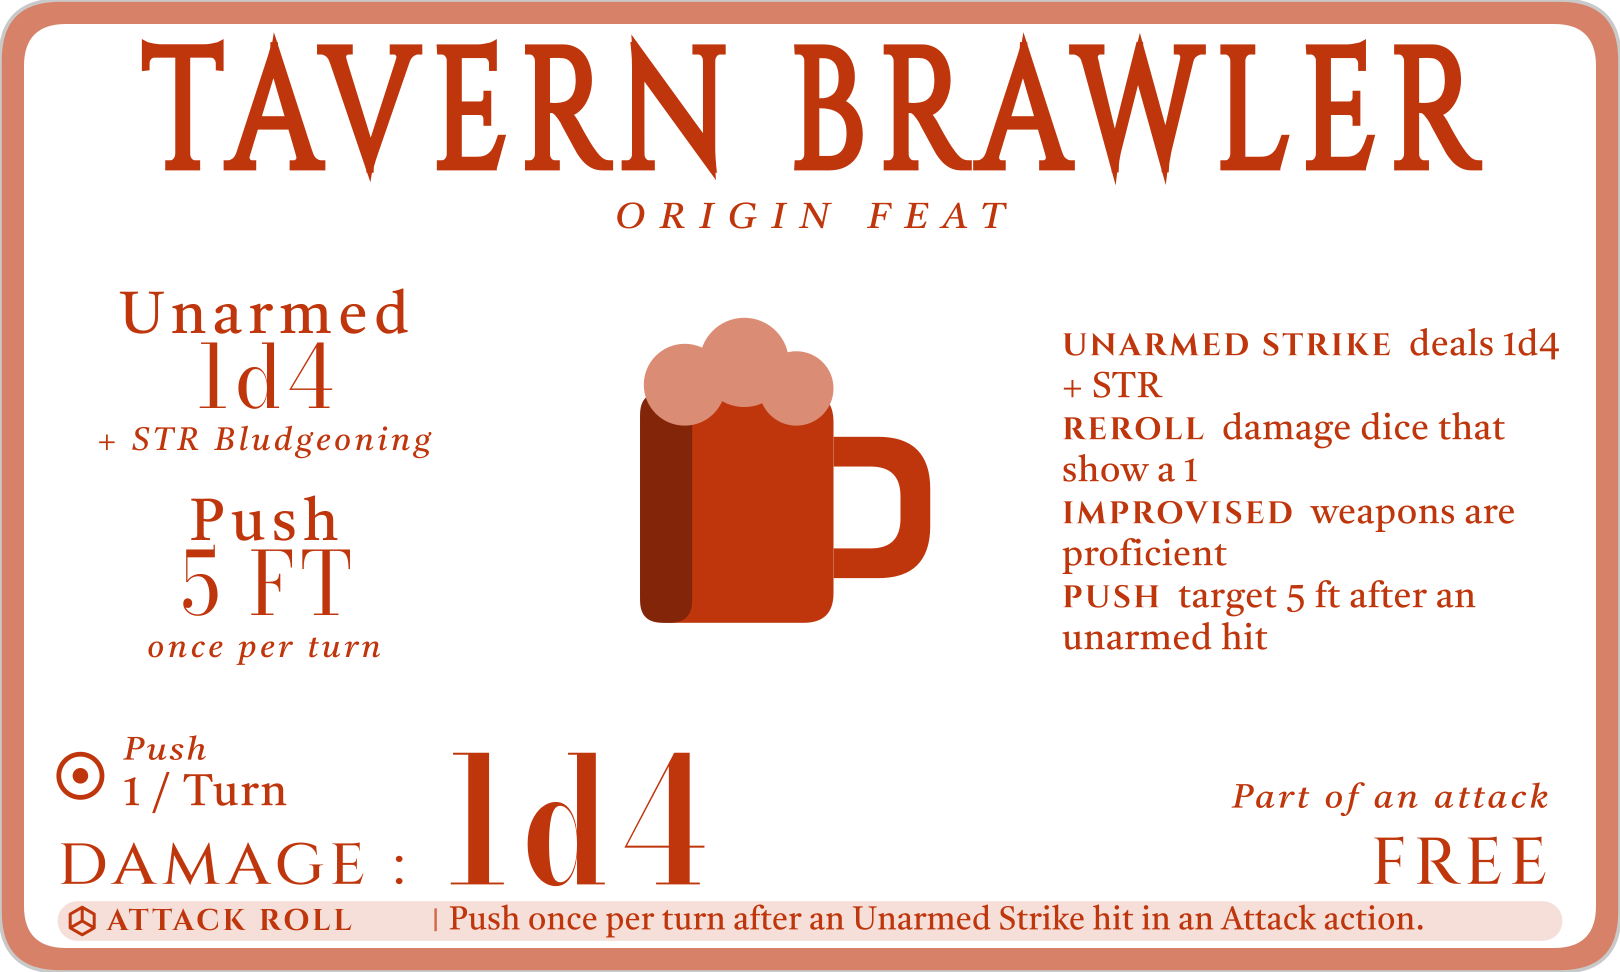 TAVERN BRAWLER
ORIGIN FEAT
Unarmed
1d4
+ STR Bludgeoning
Push
5 FT
once per turn
UNARMED STRIKE deals 1d4
+ STR
REROLL damage dice that
show a 1
IMPROVISED weapons are
proficient
PUSH target 5 ft after an
unarmed hit
Push
1 / Turn
DAMAGE : 1d4
Part of an attack
FREE
ATTACK ROLL | Push once per turn after an Unarmed Strike hit in an Attack action.